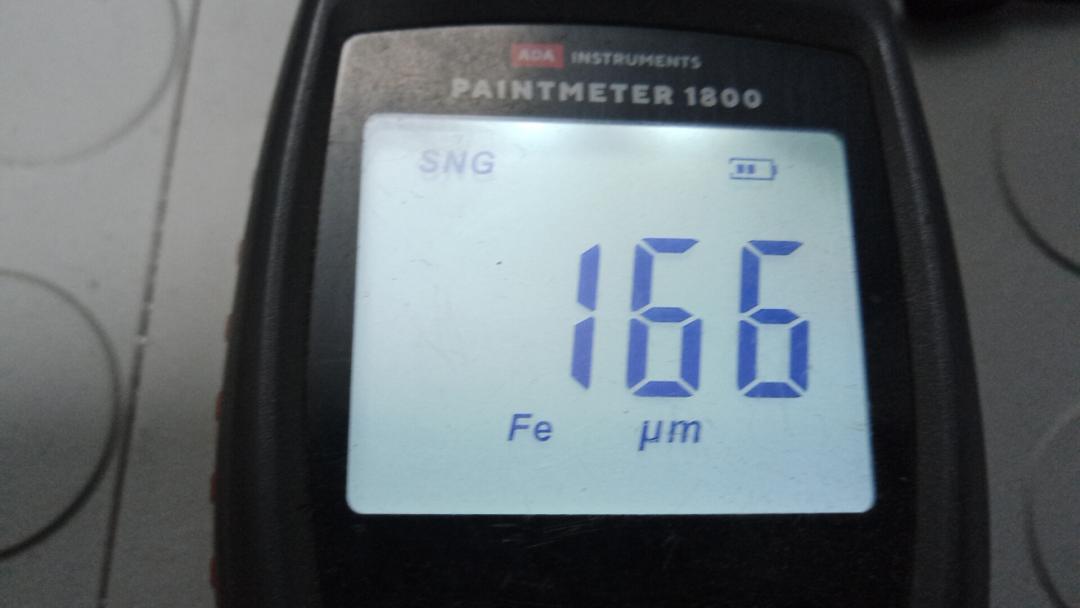 ADA INSTRUMENTS
PAINTMETER 1800
SNG
166
Fe μm